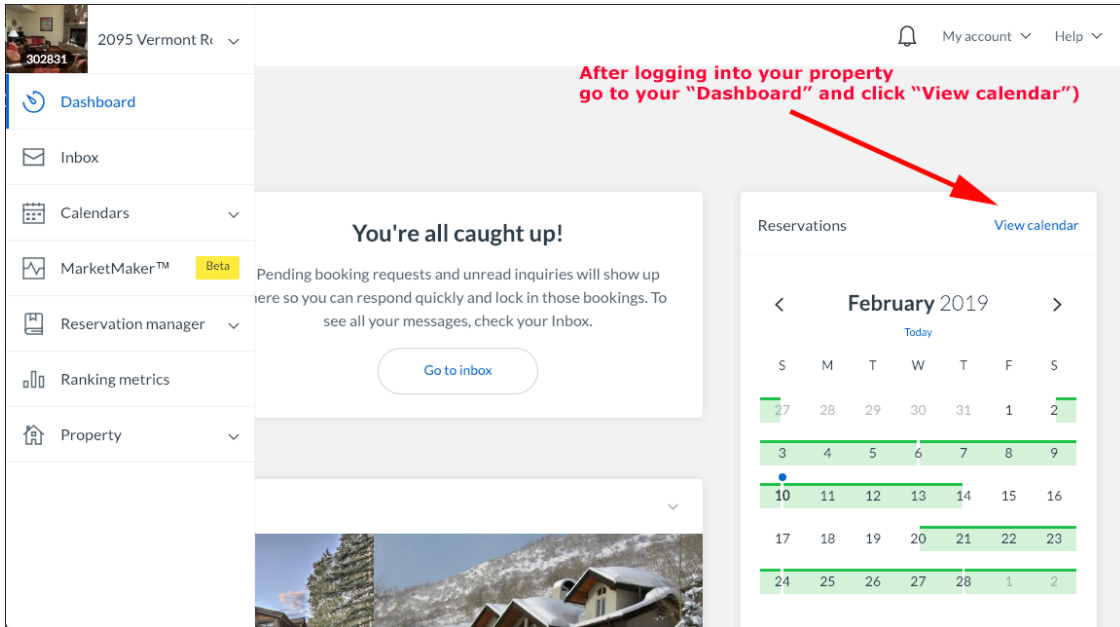 2095 Vermont R
302831
My account
Help
After logging into your property
go to your “Dashboard” and click “View calendar”)
Dashboard
Inbox
Calendars
MarketMaker™ Beta
Reservation manager
Ranking metrics
Property
You're all caught up!
Pending booking requests and unread inquiries will show up
here so you can respond quickly and lock in those bookings. To
see all your messages, check your Inbox.
Go to inbox
Reservations
View calendar
February 2019
Today
S M T W T F S
27 28 29 30 31 1 2
3 4 5 6 7 8 9
10 11 12 13 14 15 16
17 18 19 20 21 22 23
24 25 26 27 28 1 2